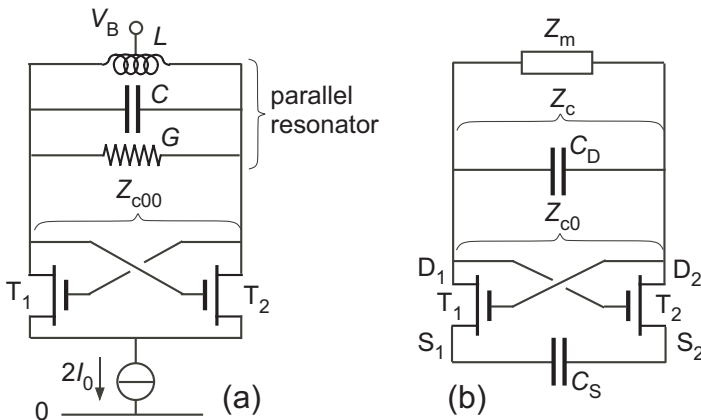 V_B
L
C
parallel
resonator
G
Z_c00
T_1
T_2
2I_0
0
(a)
Z_m
Z_c
C_D
Z_c0
D_1
D_2
T_1
T_2
S_1
S_2
C_S
(b)